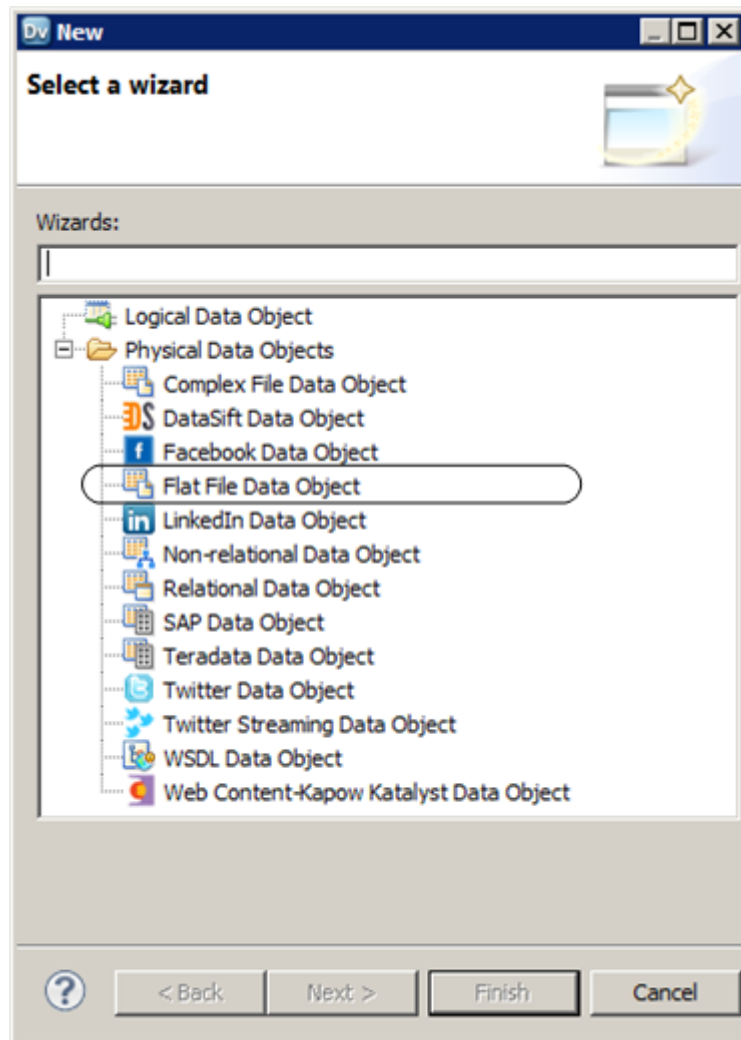 Dv New
Select a wizard
Wizards:
Logical Data Object
Physical Data Objects
Complex File Data Object
DS DataSift Data Object
f Facebook Data Object
Flat File Data Object
in LinkedIn Data Object
Non-relational Data Object
Relational Data Object
SAP Data Object
Teradata Data Object
Twitter Data Object
Twitter Streaming Data Object
WSDL Data Object
Web Content-Kapow Katalyst Data Object
? < Back Next > Finish Cancel